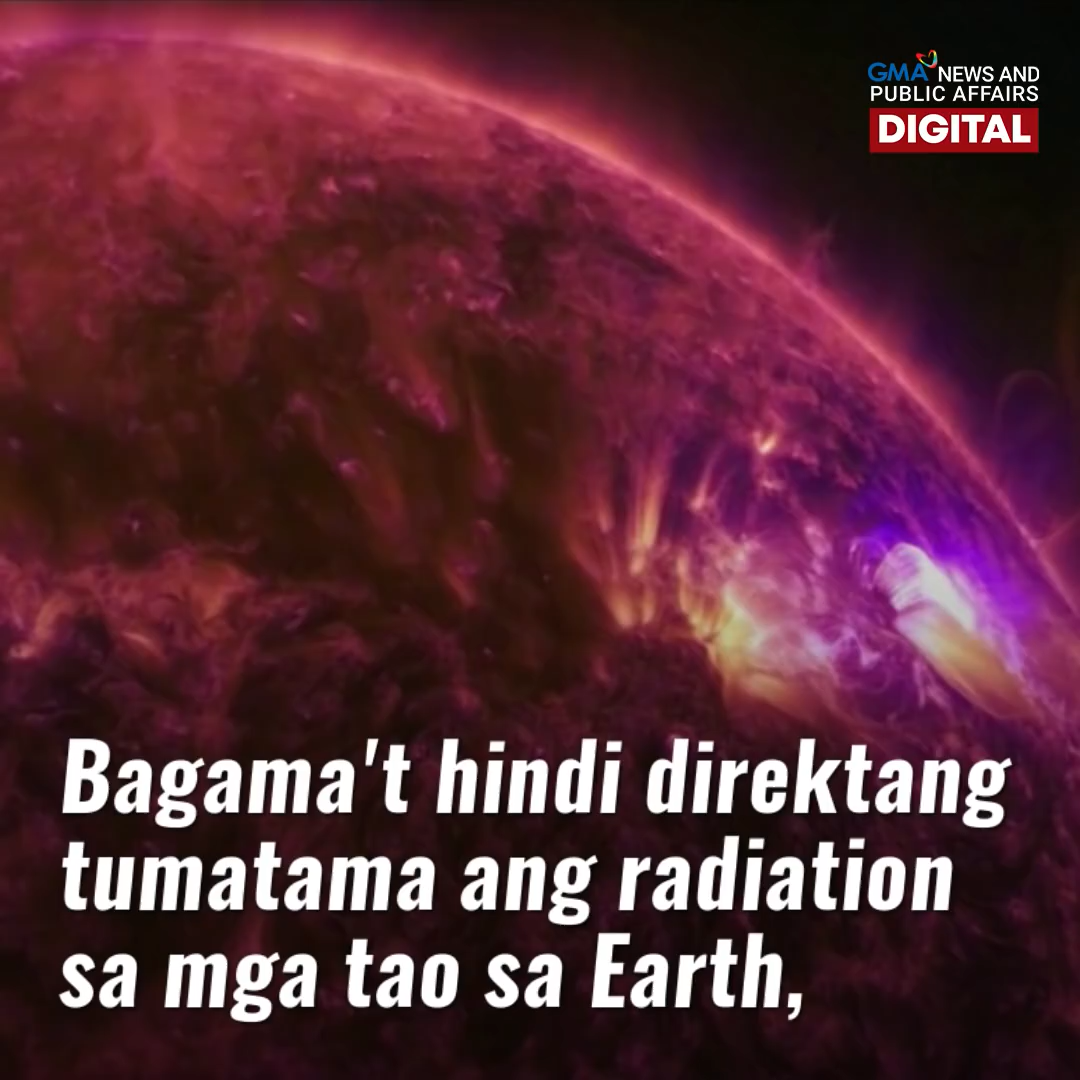 GMA NEWS AND
PUBLIC AFFAIRS
DIGITAL
Bagama't hindi direktang
tumatama ang radiation
sa mga tao sa Earth,